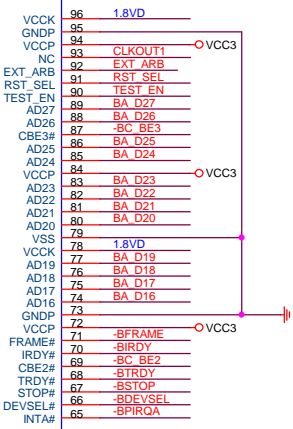 VCCK 96 1.8VD
GNDP 95
VCCP 94 VCC3
NC 93 CLKOUT1
EXT_ARB 92 EXT_ARB
RST_SEL 91 RST_SEL
TEST_EN 90 TEST_EN
AD27 89 BA_D27
AD26 88 BA_D26
CBE3# 87 -BC_BE3
AD25 86 BA_D25
AD24 85 BA_D24
VCCP 84 VCC3
AD23 83 BA_D23
AD22 82 BA_D22
AD21 81 BA_D21
AD20 80 BA_D20
VSS 79
VCCK 78 1.8VD
AD19 77 BA_D19
AD18 76 BA_D18
AD17 75 BA_D17
AD16 74 BA_D16
GNDP 73
VCCP 72 VCC3
FRAME# 71 -BFRAME
IRDY# 70 -BIRDY
CBE2# 69 -BC_BE2
TRDY# 68 -BTRDY
STOP# 67 -BSTOP
DEVSEL# 66 -BDEVSEL
INTA# 65 -BPIRQA